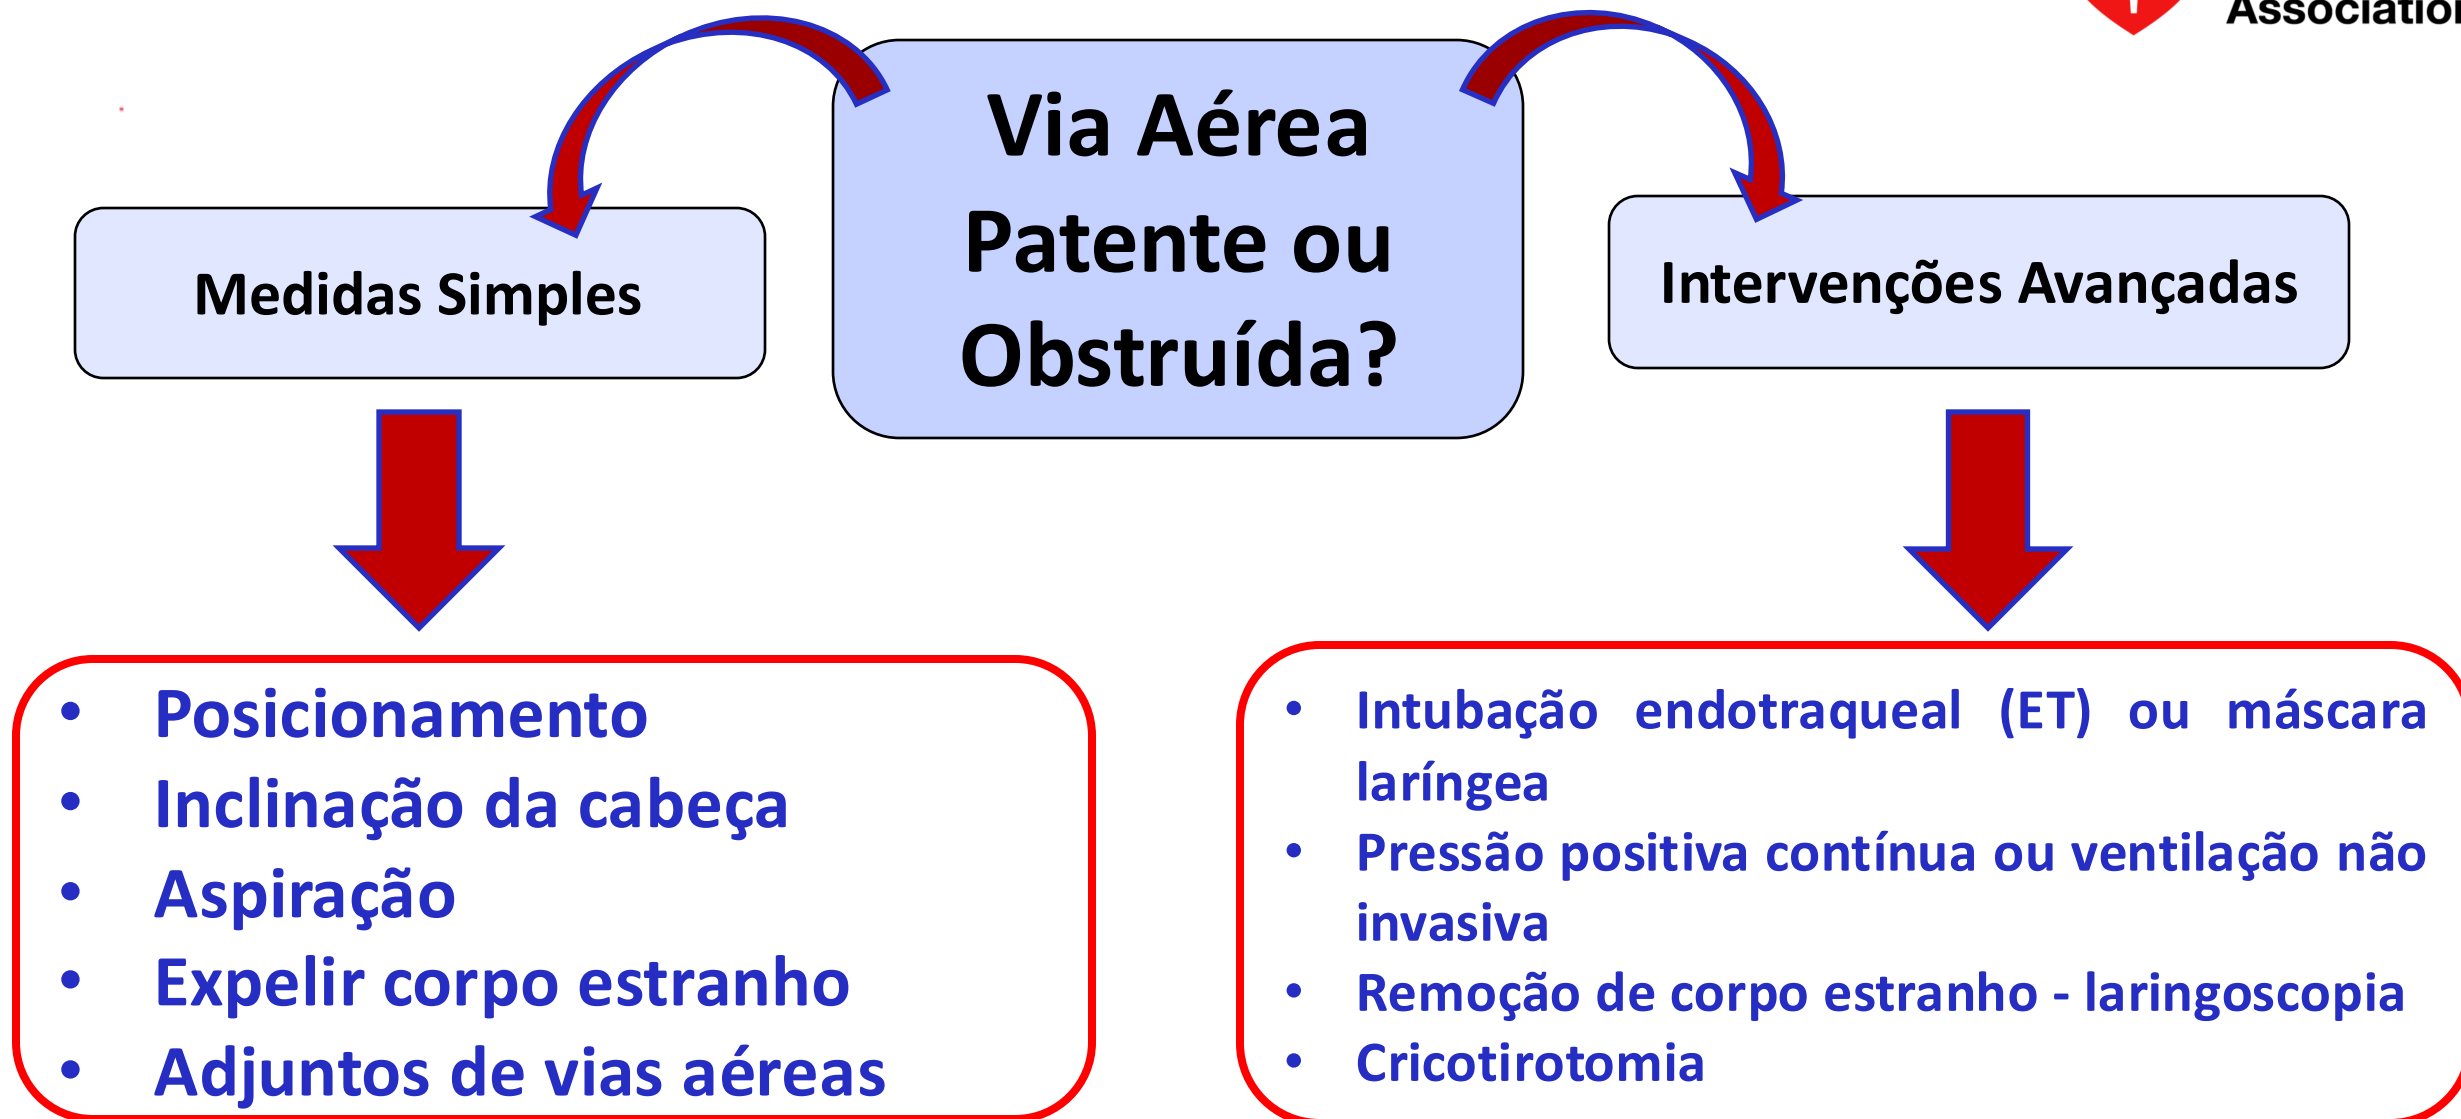 Association
Via Aérea
Patente ou
Obstruída?
Medidas Simples
Intervenções Avançadas
• Posicionamento
• Inclinação da cabeça
• Aspiração
• Expelir corpo estranho
• Adjuntos de vias aéreas
• Intubação endotraqueal (ET) ou máscara
laríngea
• Pressão positiva contínua ou ventilação não
invasiva
• Remoção de corpo estranho - laringoscopia
• Cricotirotomia